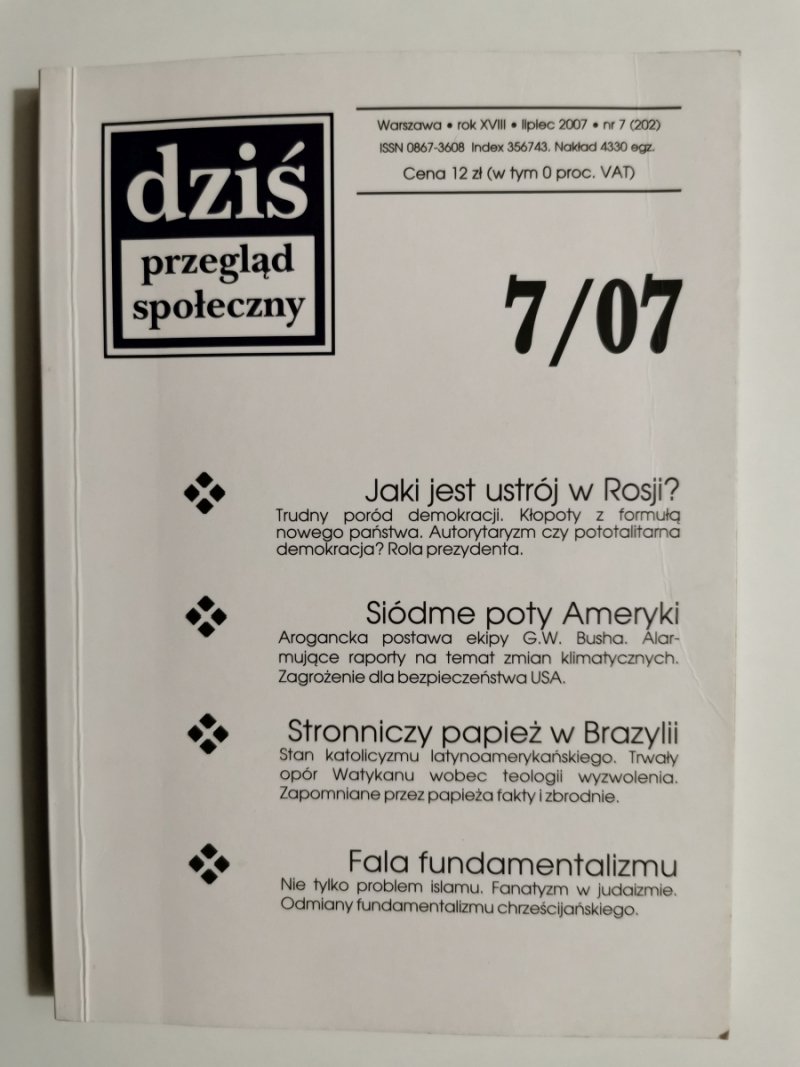 dziś
przegląd
społeczny
Warszawa • rok XVIII • lipiec 2007 • nr 7 (202)
ISSN 0867-3608 Index 356743. Nakład 4330 egz.
Cena 12 zł (w tym 0 proc. VAT)
7/07
Jaki jest ustrój w Rosji?
Trudny poród demokracji. Kłopoty z formułą
nowego państwa. Autorytaryzm czy pototalitarna
demokracja? Rola prezydenta.
Siódme poty Ameryki
Arogancka postawa ekipy G.W. Busha. Alar-
mujące raporty na temat zmian klimatycznych.
Zagrożenie dla bezpieczeństwa USA.
Stronniczy papież w Brazylii
Stan katolicyzmu latynoamerykańskiego. Trwały
opór Watykanu wobec teologii wyzwolenia.
Zapomniane przez papieża fakty i zbrodnie.
Fala fundamentalizmu
Nie tylko problem islamu. Fanatyzm w judaizmie.
Odmiany fundamentalizmu chrześcijańskiego.